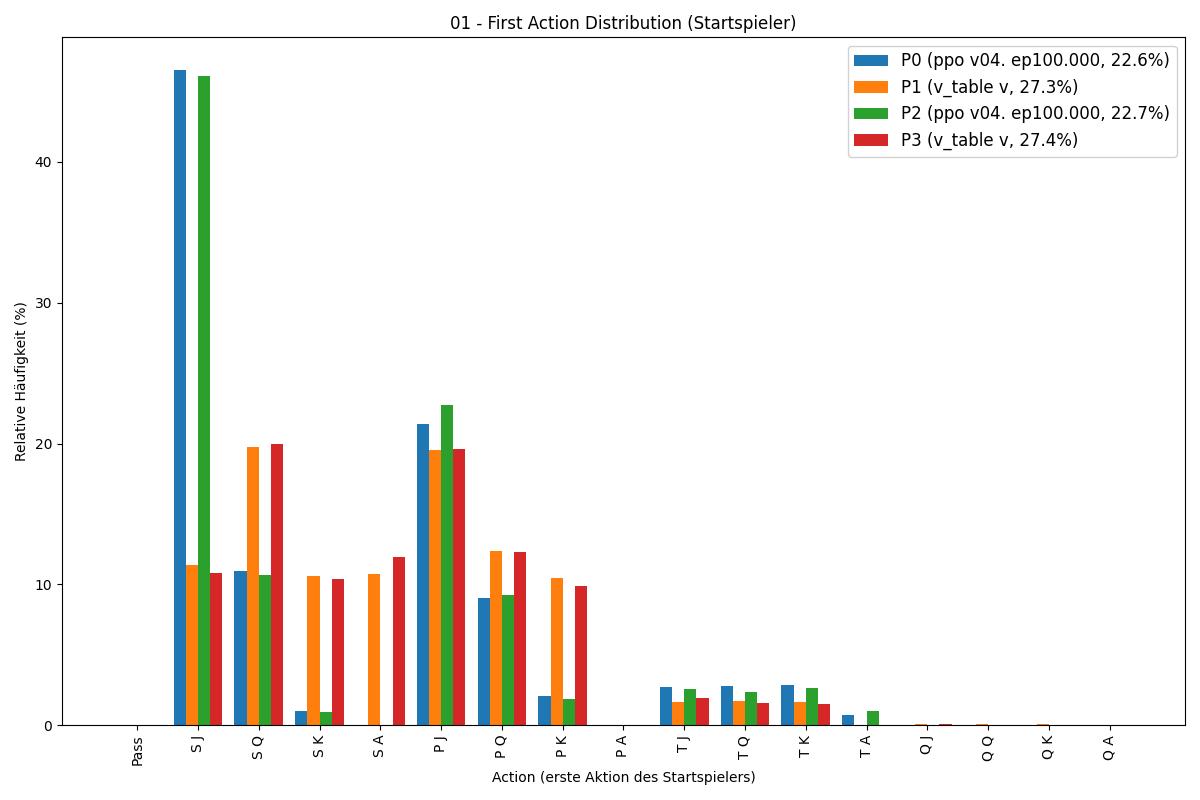 01 - First Action Distribution (Startspieler)
P0 (ppo v04. ep100.000, 22.6%)
P1 (v_table v, 27.3%)
P2 (ppo v04. ep100.000, 22.7%)
P3 (v_table v, 27.4%)
Relative Häufigkeit (%)
40
30
20
10
0
Pass
S J
S Q
S K
S A
P J
P Q
P K
P A
T J
T Q
T K
T A
Q J
Q Q
Q K
Q A
Action (erste Aktion des Startspielers)